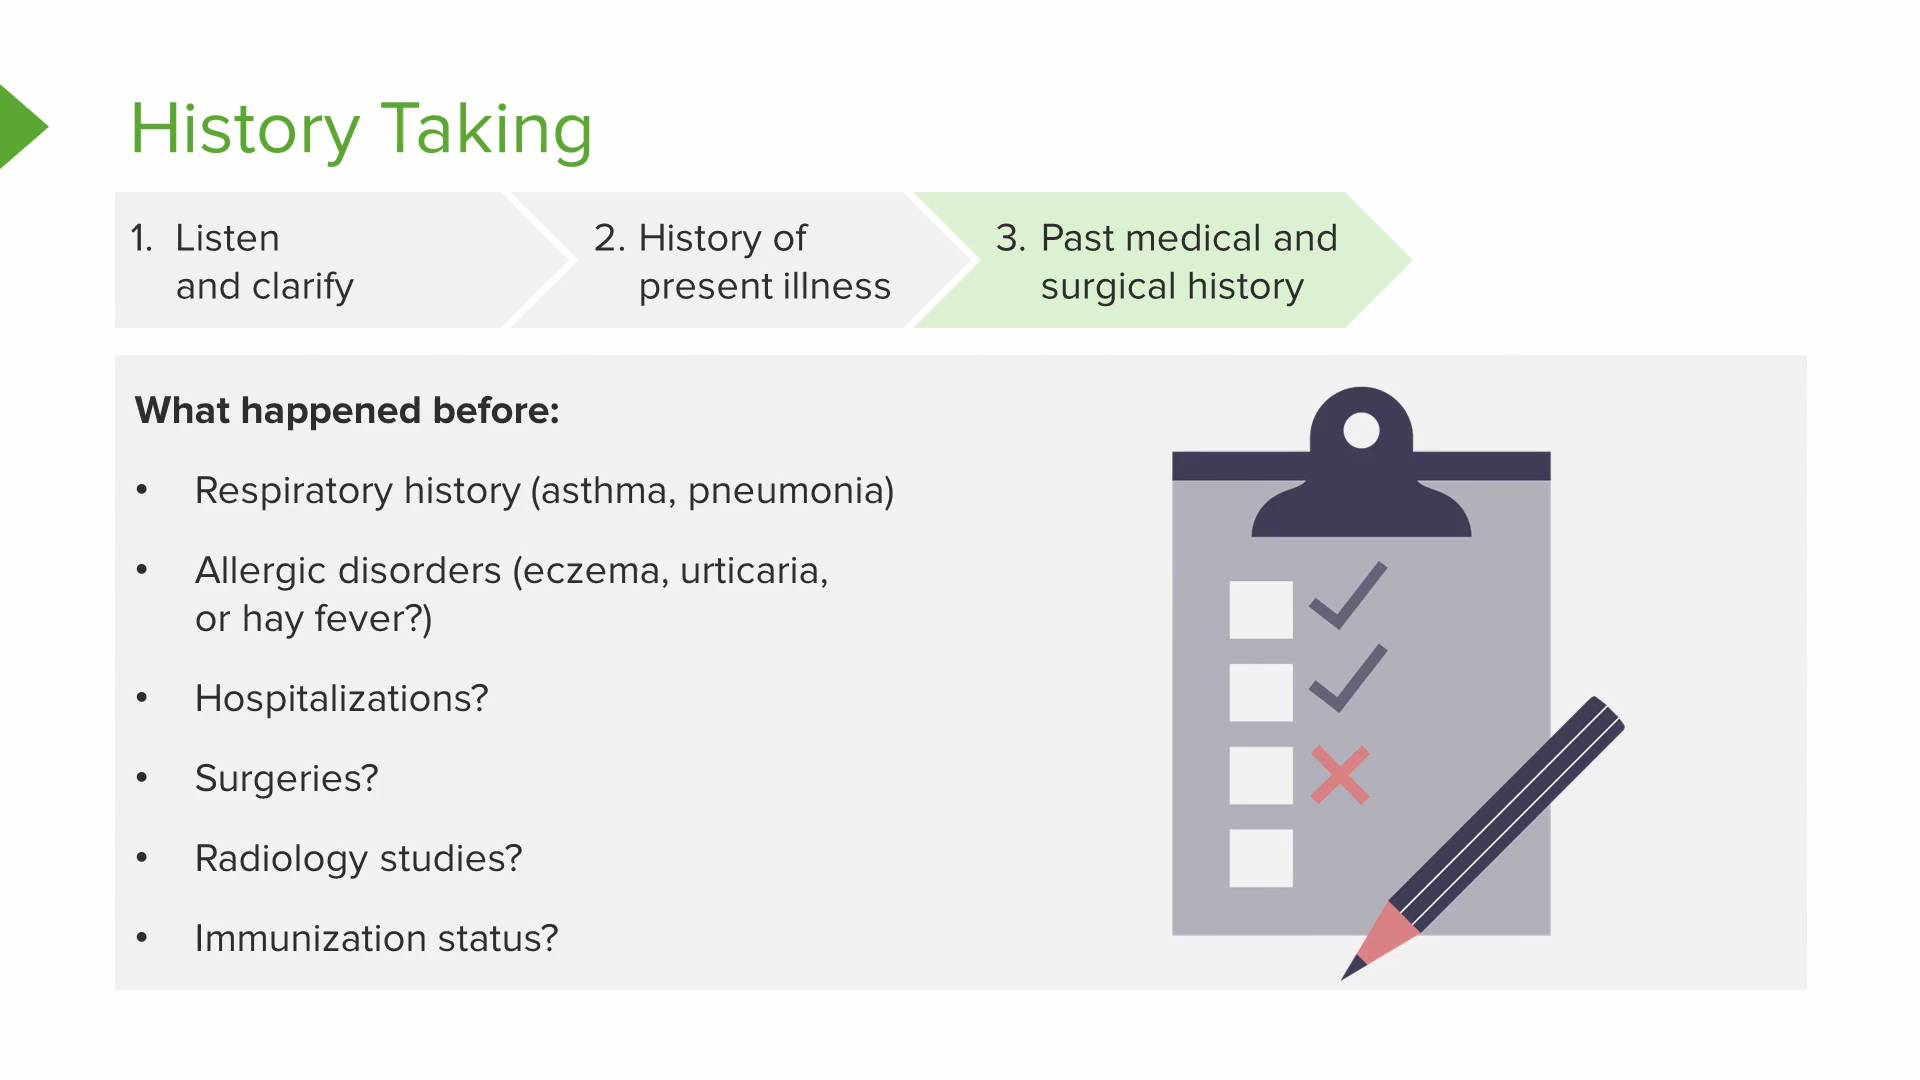 History Taking
1. Listen
and clarify
2. History of
present illness
3. Past medical and
surgical history
What happened before:
• Respiratory history (asthma, pneumonia)
• Allergic disorders (eczema, urticaria,
or hay fever?)
• Hospitalizations?
• Surgeries?
• Radiology studies?
• Immunization status?